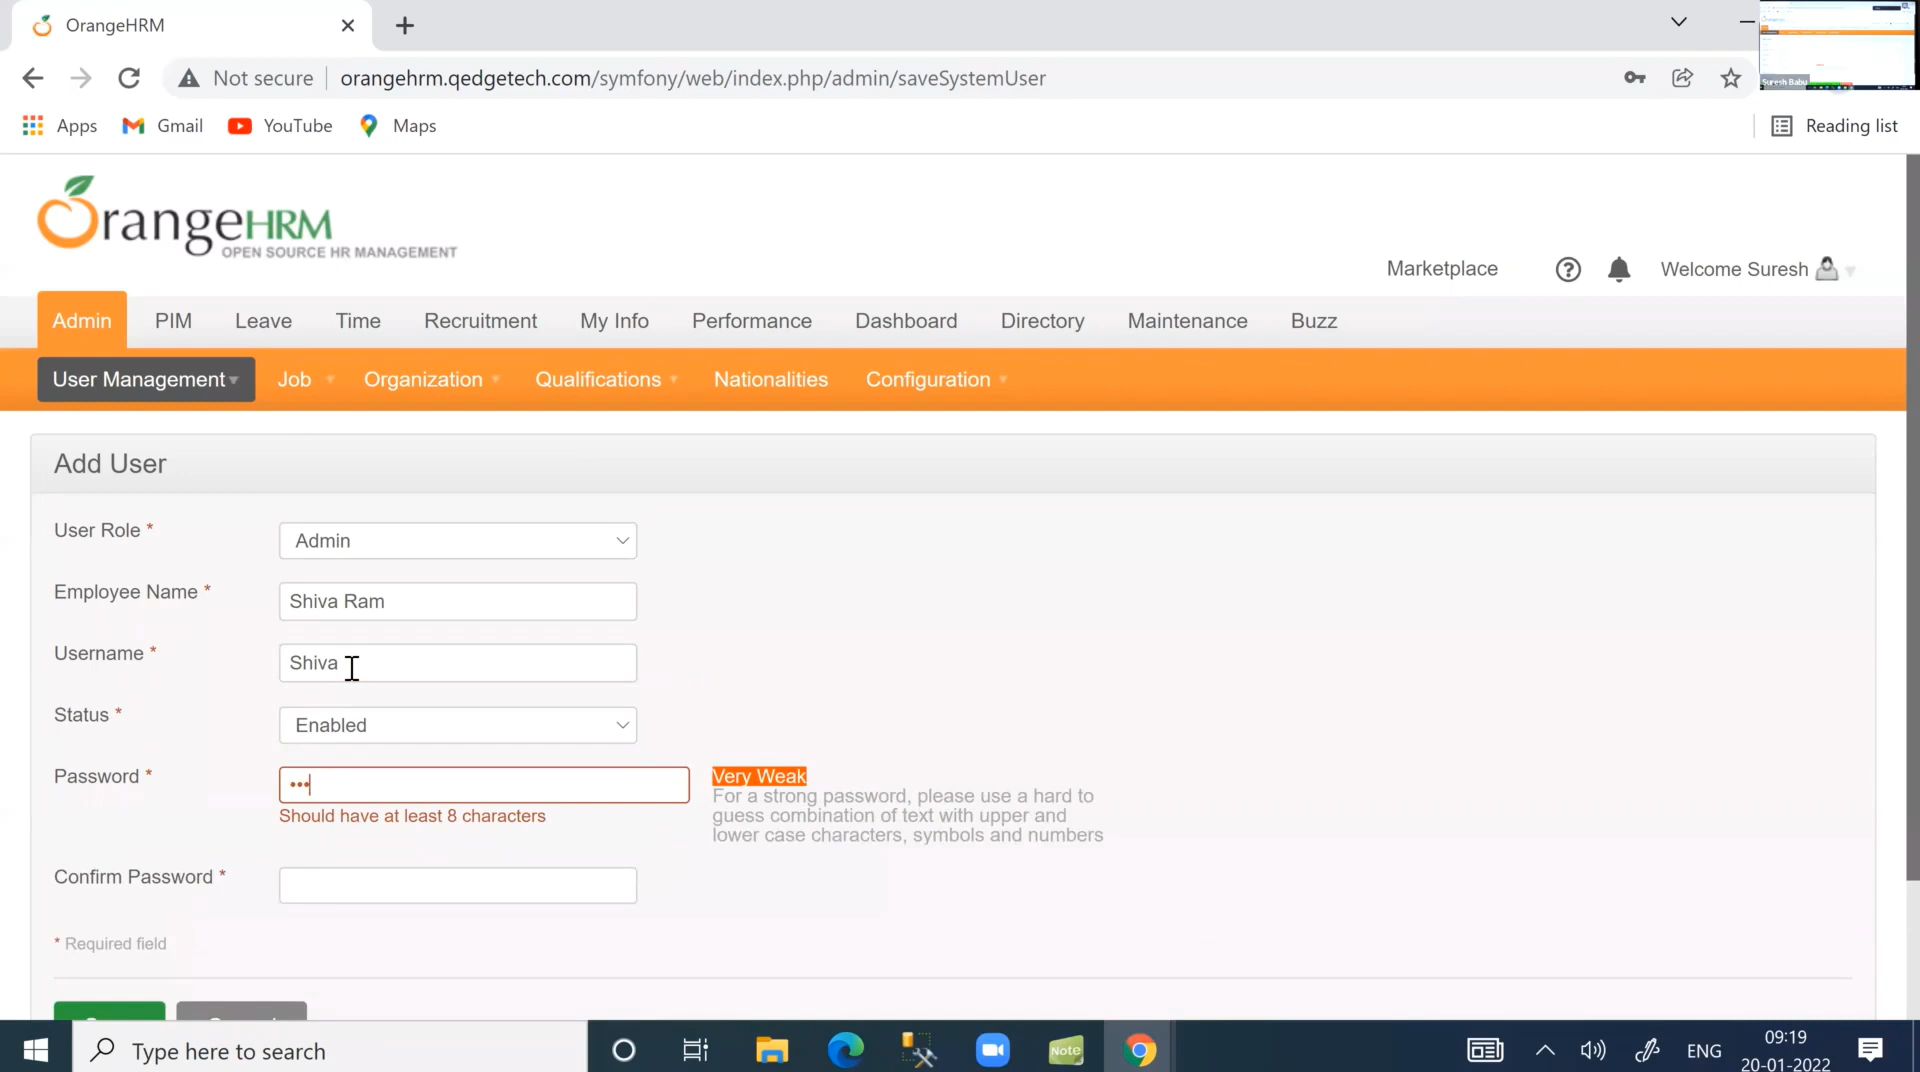 OrangeHRM
Not secure
orangehrm.qedgetech.com/symfony/web/index.php/admin/saveSystemUser
Suresh Babu
Apps
Gmail
YouTube
Maps
Reading list
OrangeHRM
OPEN SOURCE HR MANAGEMENT
Marketplace
Welcome Suresh
Admin
PIM
Leave
Time
Recruitment
My Info
Performance
Dashboard
Directory
Maintenance
Buzz
User Management
Job
Organization
Qualifications
Nationalities
Configuration
Add User
User Role *
Admin
Employee Name *
Shiva Ram
Username *
Shiva
Status *
Enabled
Password *
•••
Very Weak
Should have at least 8 characters
For a strong password, please use a hard to
guess combination of text with upper and
lower case characters, symbols and numbers
Confirm Password *
* Required field
Type here to search
Note
ENG
09:19
20-01-2022